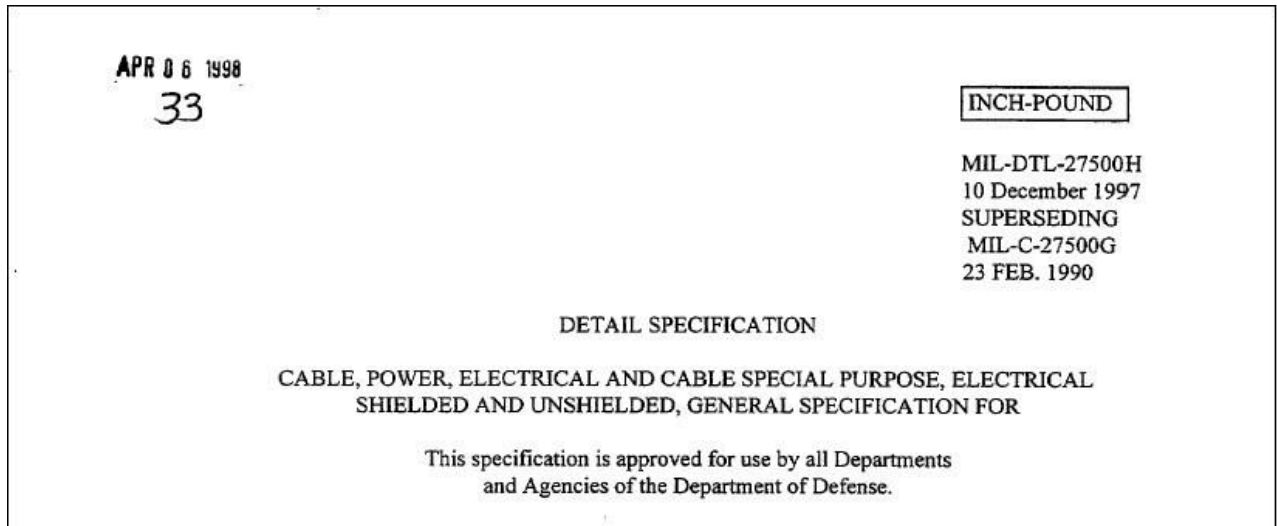 APR 06 1998
33
INCH-POUND
MIL-DTL-27500H
10 December 1997
SUPERSEDING
MIL-C-27500G
23 FEB. 1990
DETAIL SPECIFICATION
CABLE, POWER, ELECTRICAL AND CABLE SPECIAL PURPOSE, ELECTRICAL
SHIELDED AND UNSHIELDED, GENERAL SPECIFICATION FOR
This specification is approved for use by all Departments
and Agencies of the Department of Defense.